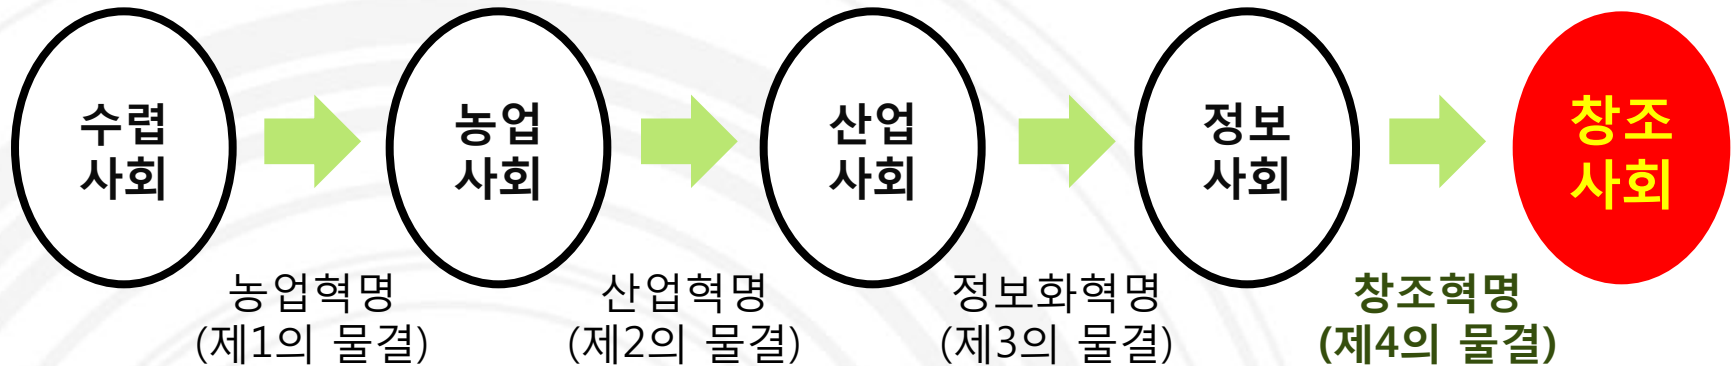 수렵
사회
농업
사회
산업
사회
정보
사회
창조
사회
농업혁명
(제1의 물결)
산업혁명
(제2의 물결)
정보화혁명
(제3의 물결)
창조혁명
(제4의 물결)